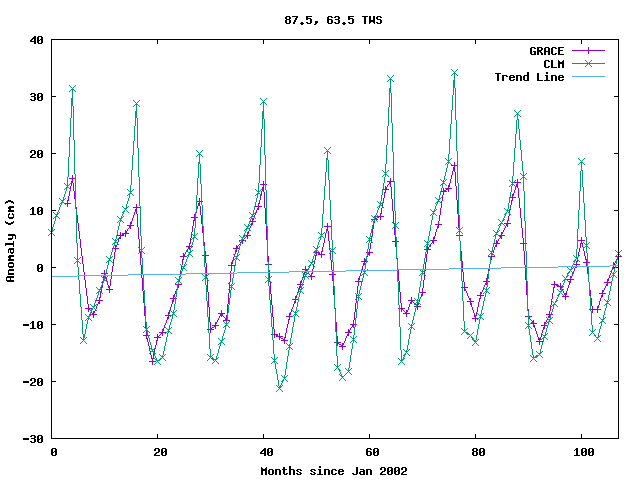 87.5, 63.5 TWS
GRACE
CLM
Trend Line
Anomaly (cm)
40
30
20
10
0
-10
-20
-30
0 20 40 60 80 100
Months since Jan 2002